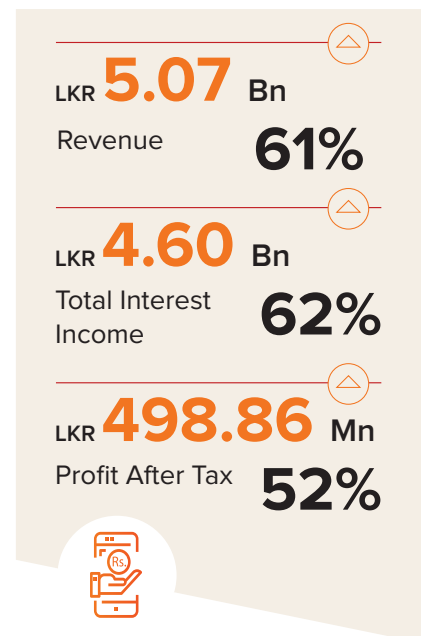 LKR 5.07 Bn
Revenue 61%
LKR 4.60 Bn
Total Interest
Income 62%
LKR 498.86 Mn
Profit After Tax 52%
Rs.